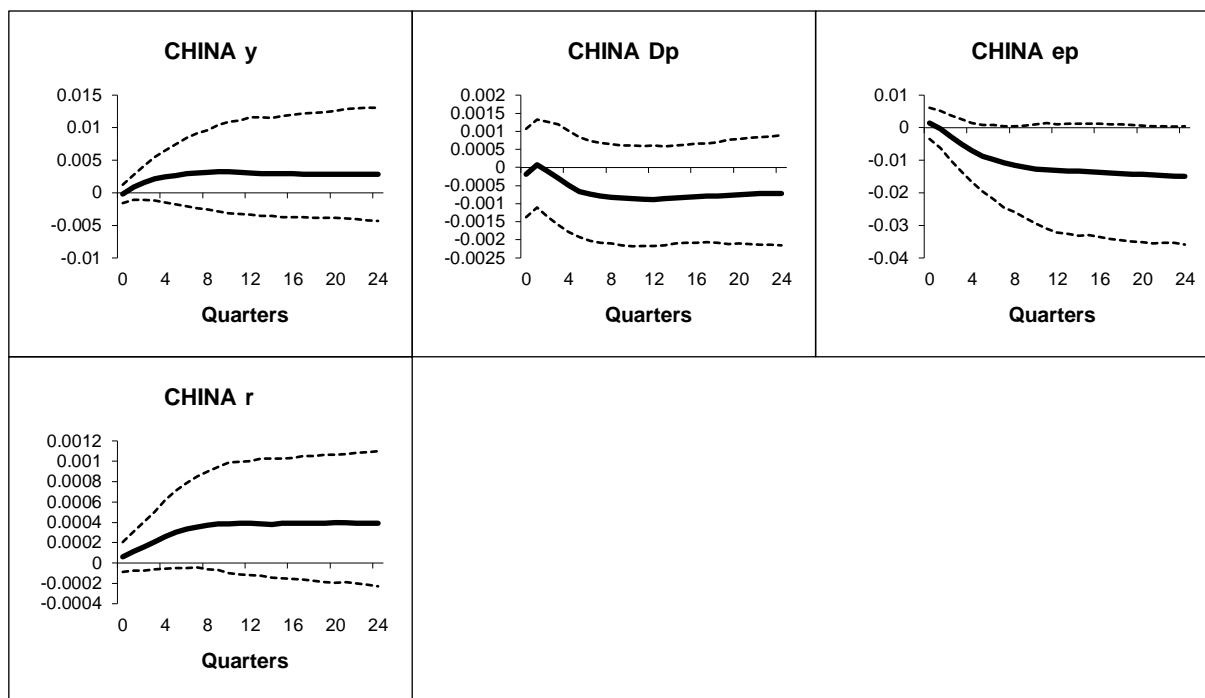 CHINA y
0.015
0.01
0.005
0
-0.005
-0.01
0 4 8 12 16 20 24
Quarters
CHINA Dp
0.002
0.0015
0.001
0.0005
0
-0.0005
-0.001
-0.0015
-0.002
-0.0025
0 4 8 12 16 20 24
Quarters
CHINA ep
0.01
0
-0.01
-0.02
-0.03
-0.04
0 4 8 12 16 20 24
Quarters
CHINA r
0.0012
0.001
0.0008
0.0006
0.0004
0.0002
0
-0.0002
-0.0004
0 4 8 12 16 20 24
Quarters